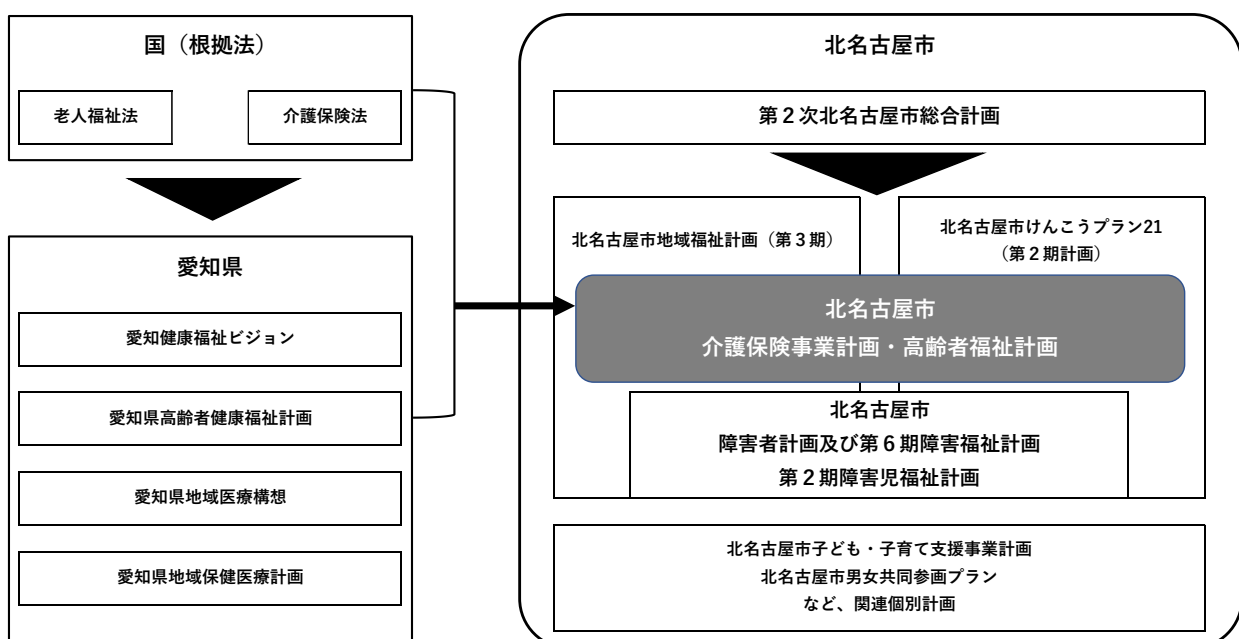 国（根拠法）
老人福祉法
介護保険法
愛知県
愛知健康福祉ビジョン
愛知県高齢者健康福祉計画
愛知県地域医療構想
愛知県地域保健医療計画
北名古屋市
第２次北名古屋市総合計画
北名古屋市地域福祉計画（第３期）
北名古屋市けんこうプラン21
（第２期計画）
北名古屋市
介護保険事業計画・高齢者福祉計画
北名古屋市
障害者計画及び第６期障害福祉計画
第２期障害児福祉計画
北名古屋市子ども・子育て支援事業計画
北名古屋市男女共同参画プラン
など、関連個別計画